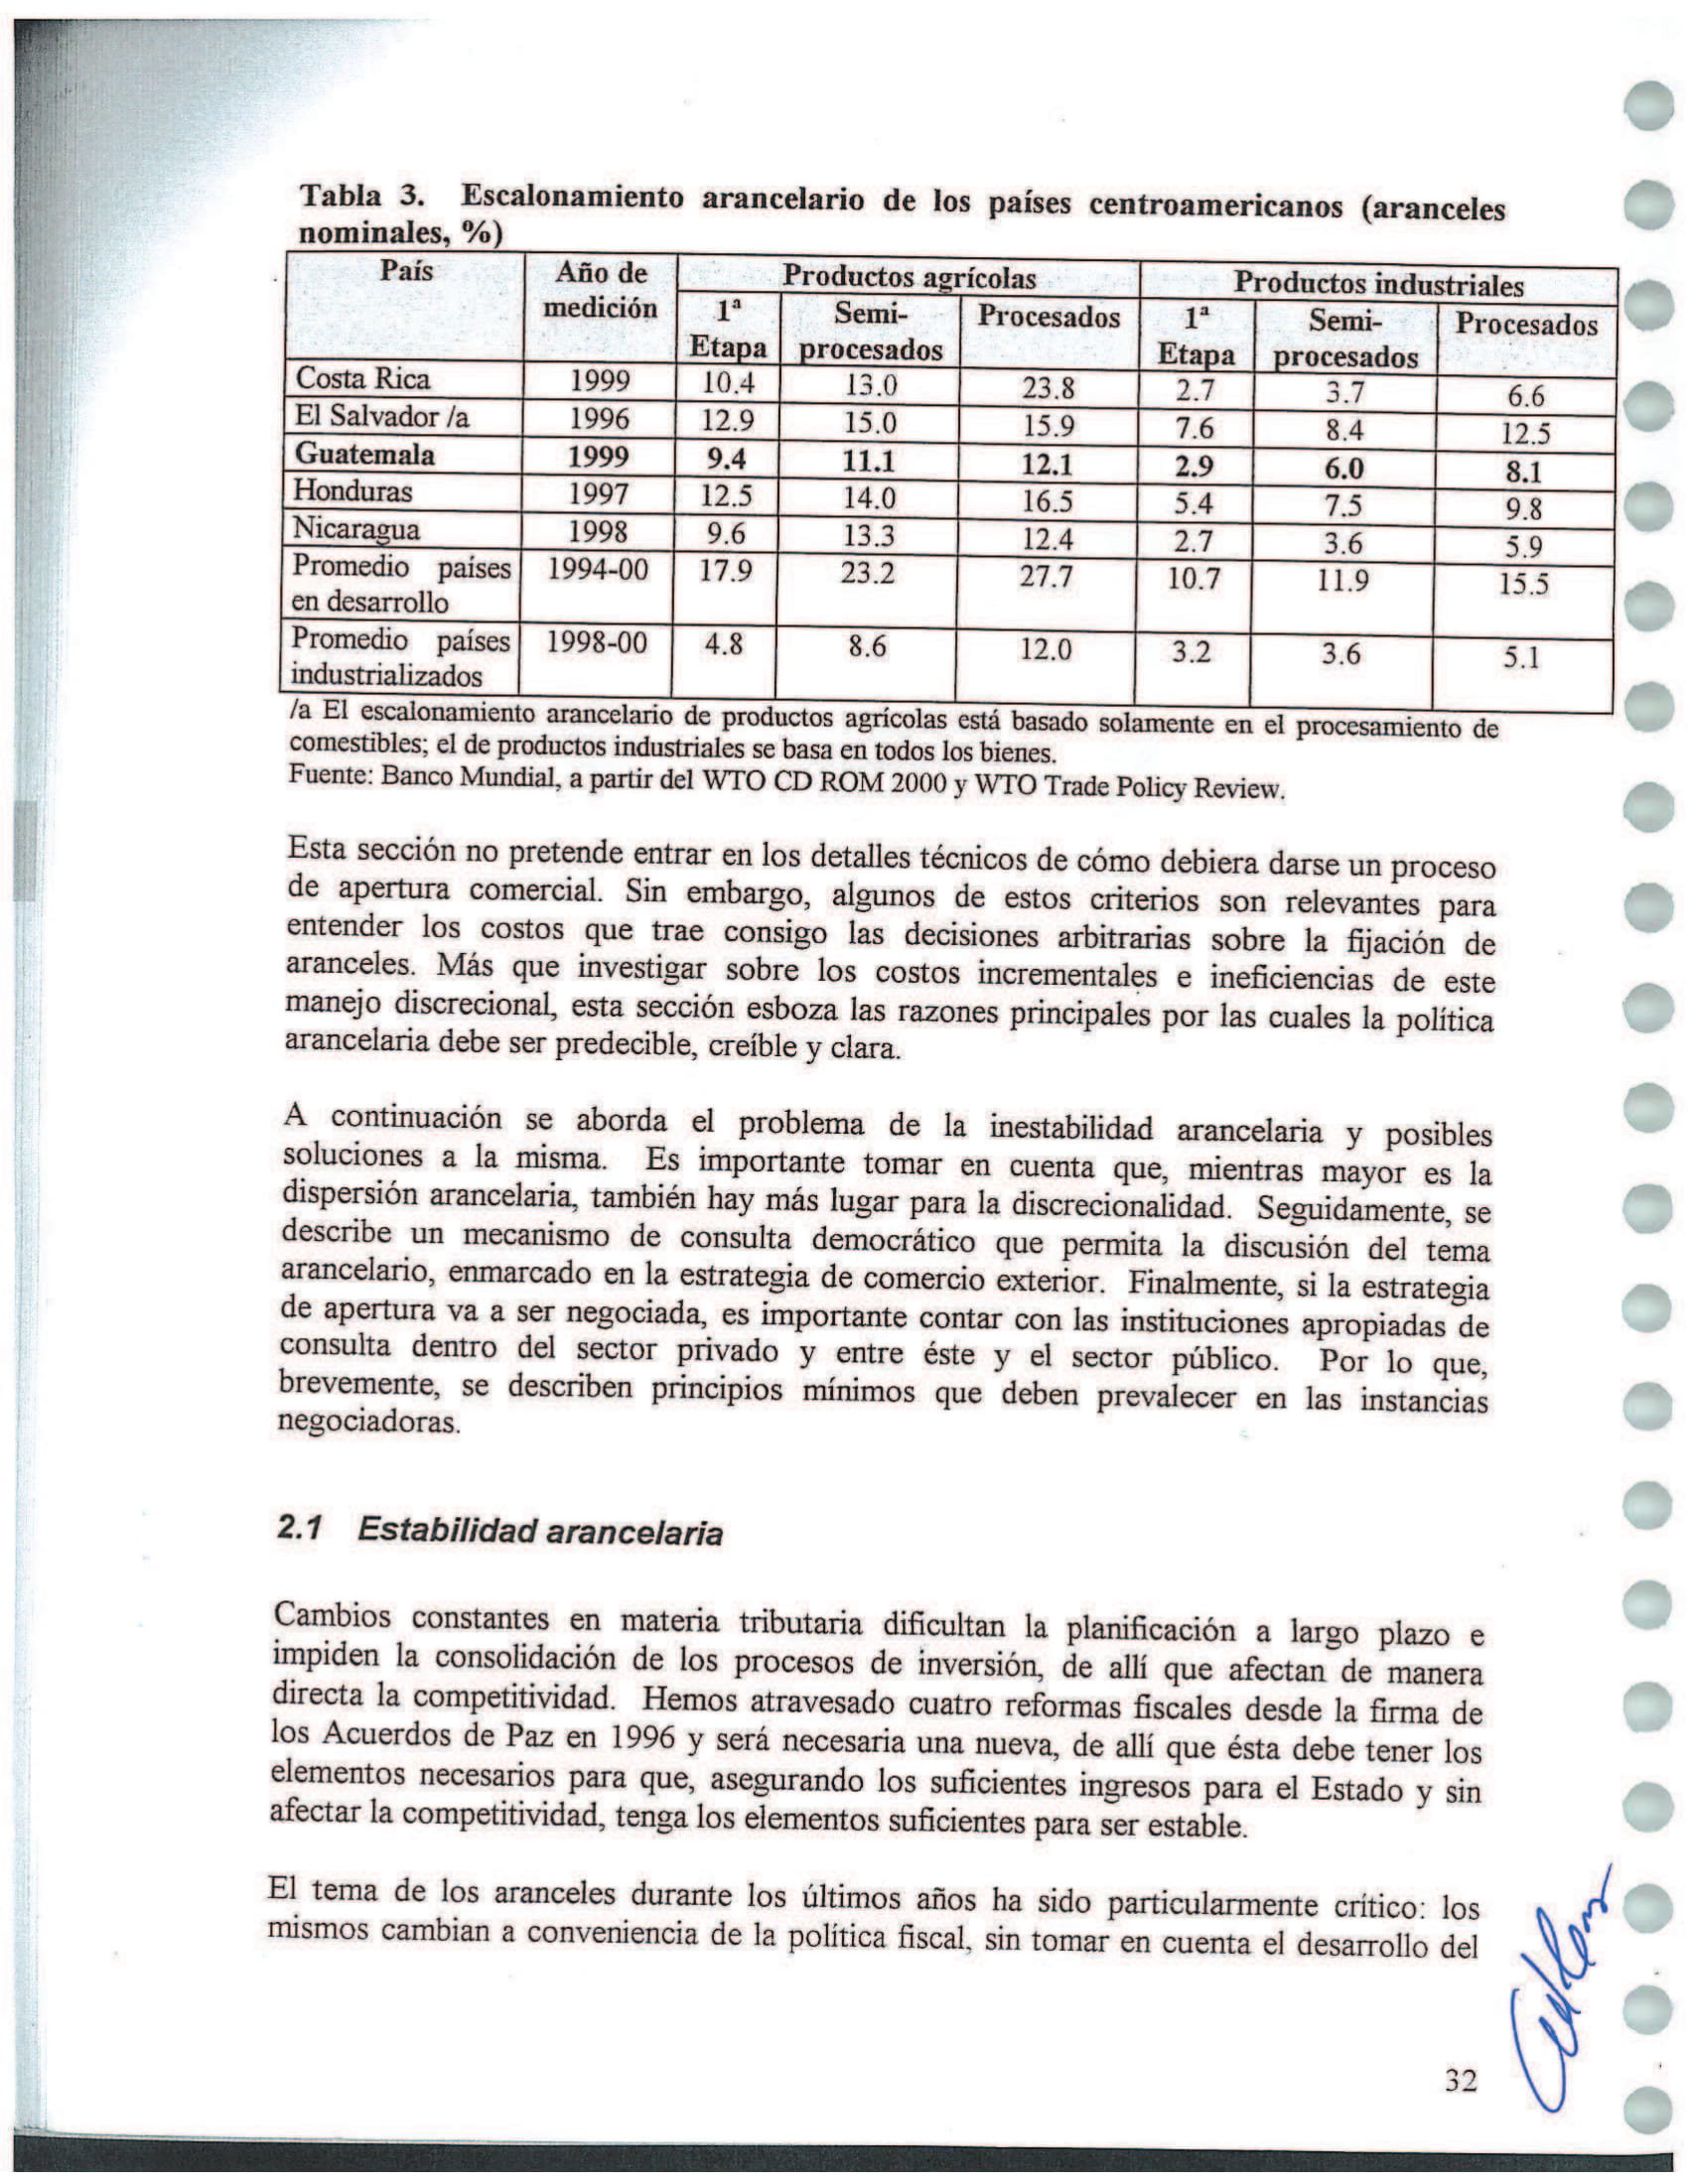 Tabla 3. Escalonamiento arancelario de los países centroamericanos (aranceles
nominales, %)
País Año de medición Productos agrícolas Productos industriales
1ª Etapa Semi-procesados Procesados 1ª Etapa Semi-procesados Procesados
Costa Rica 1999 10.4 13.0 23.8 2.7 3.7 6.6
El Salvador /a 1996 12.9 15.0 15.9 7.6 8.4 12.5
Guatemala 1999 9.4 11.1 12.1 2.9 6.0 8.1
Honduras 1997 12.5 14.0 16.5 5.4 7.5 9.8
Nicaragua 1998 9.6 13.3 12.4 2.7 3.6 5.9
Promedio países en desarrollo 1994-00 17.9 23.2 27.7 10.7 11.9 15.5
Promedio países industrializados 1998-00 4.8 8.6 12.0 3.2 3.6 5.1
/a El escalonamiento arancelario de productos agrícolas está basado solamente en el procesamiento de
comestibles; el de productos industriales se basa en todos los bienes.
Fuente: Banco Mundial, a partir del WTO CD ROM 2000 y WTO Trade Policy Review.
Esta sección no pretende entrar en los detalles técnicos de cómo debiera darse un proceso
de apertura comercial. Sin embargo, algunos de estos criterios son relevantes para
entender los costos que trae consigo las decisiones arbitrarias sobre la fijación de
aranceles. Más que investigar sobre los costos incrementales e ineficiencias de este
manejo discrecional, esta sección esboza las razones principales por las cuales la política
arancelaria debe ser predecible, creíble y clara.
A continuación se aborda el problema de la inestabilidad arancelaria y posibles
soluciones a la misma. Es importante tomar en cuenta que, mientras mayor es la
dispersión arancelaria, también hay más lugar para la discrecionalidad. Seguidamente, se
describe un mecanismo de consulta democrático que permita la discusión del tema
arancelario, enmarcado en la estrategia de comercio exterior. Finalmente, si la estrategia
de apertura va a ser negociada, es importante contar con las instituciones apropiadas de
consulta dentro del sector privado y entre éste y el sector público. Por lo que,
brevemente, se describen principios mínimos que deben prevalecer en las instancias
negociadoras.
2.1 Estabilidad arancelaria
Cambios constantes en materia tributaria dificultan la planificación a largo plazo e
impiden la consolidación de los procesos de inversión, de allí que afectan de manera
directa la competitividad. Hemos atravesado cuatro reformas fiscales desde la firma de
los Acuerdos de Paz en 1996 y será necesaria una nueva, de allí que ésta debe tener los
elementos necesarios para que, asegurando los suficientes ingresos para el Estado y sin
afectar la competitividad, tenga los elementos suficientes para ser estable.
El tema de los aranceles durante los últimos años ha sido particularmente crítico: los
mismos cambian a conveniencia de la política fiscal, sin tomar en cuenta el desarrollo del
32